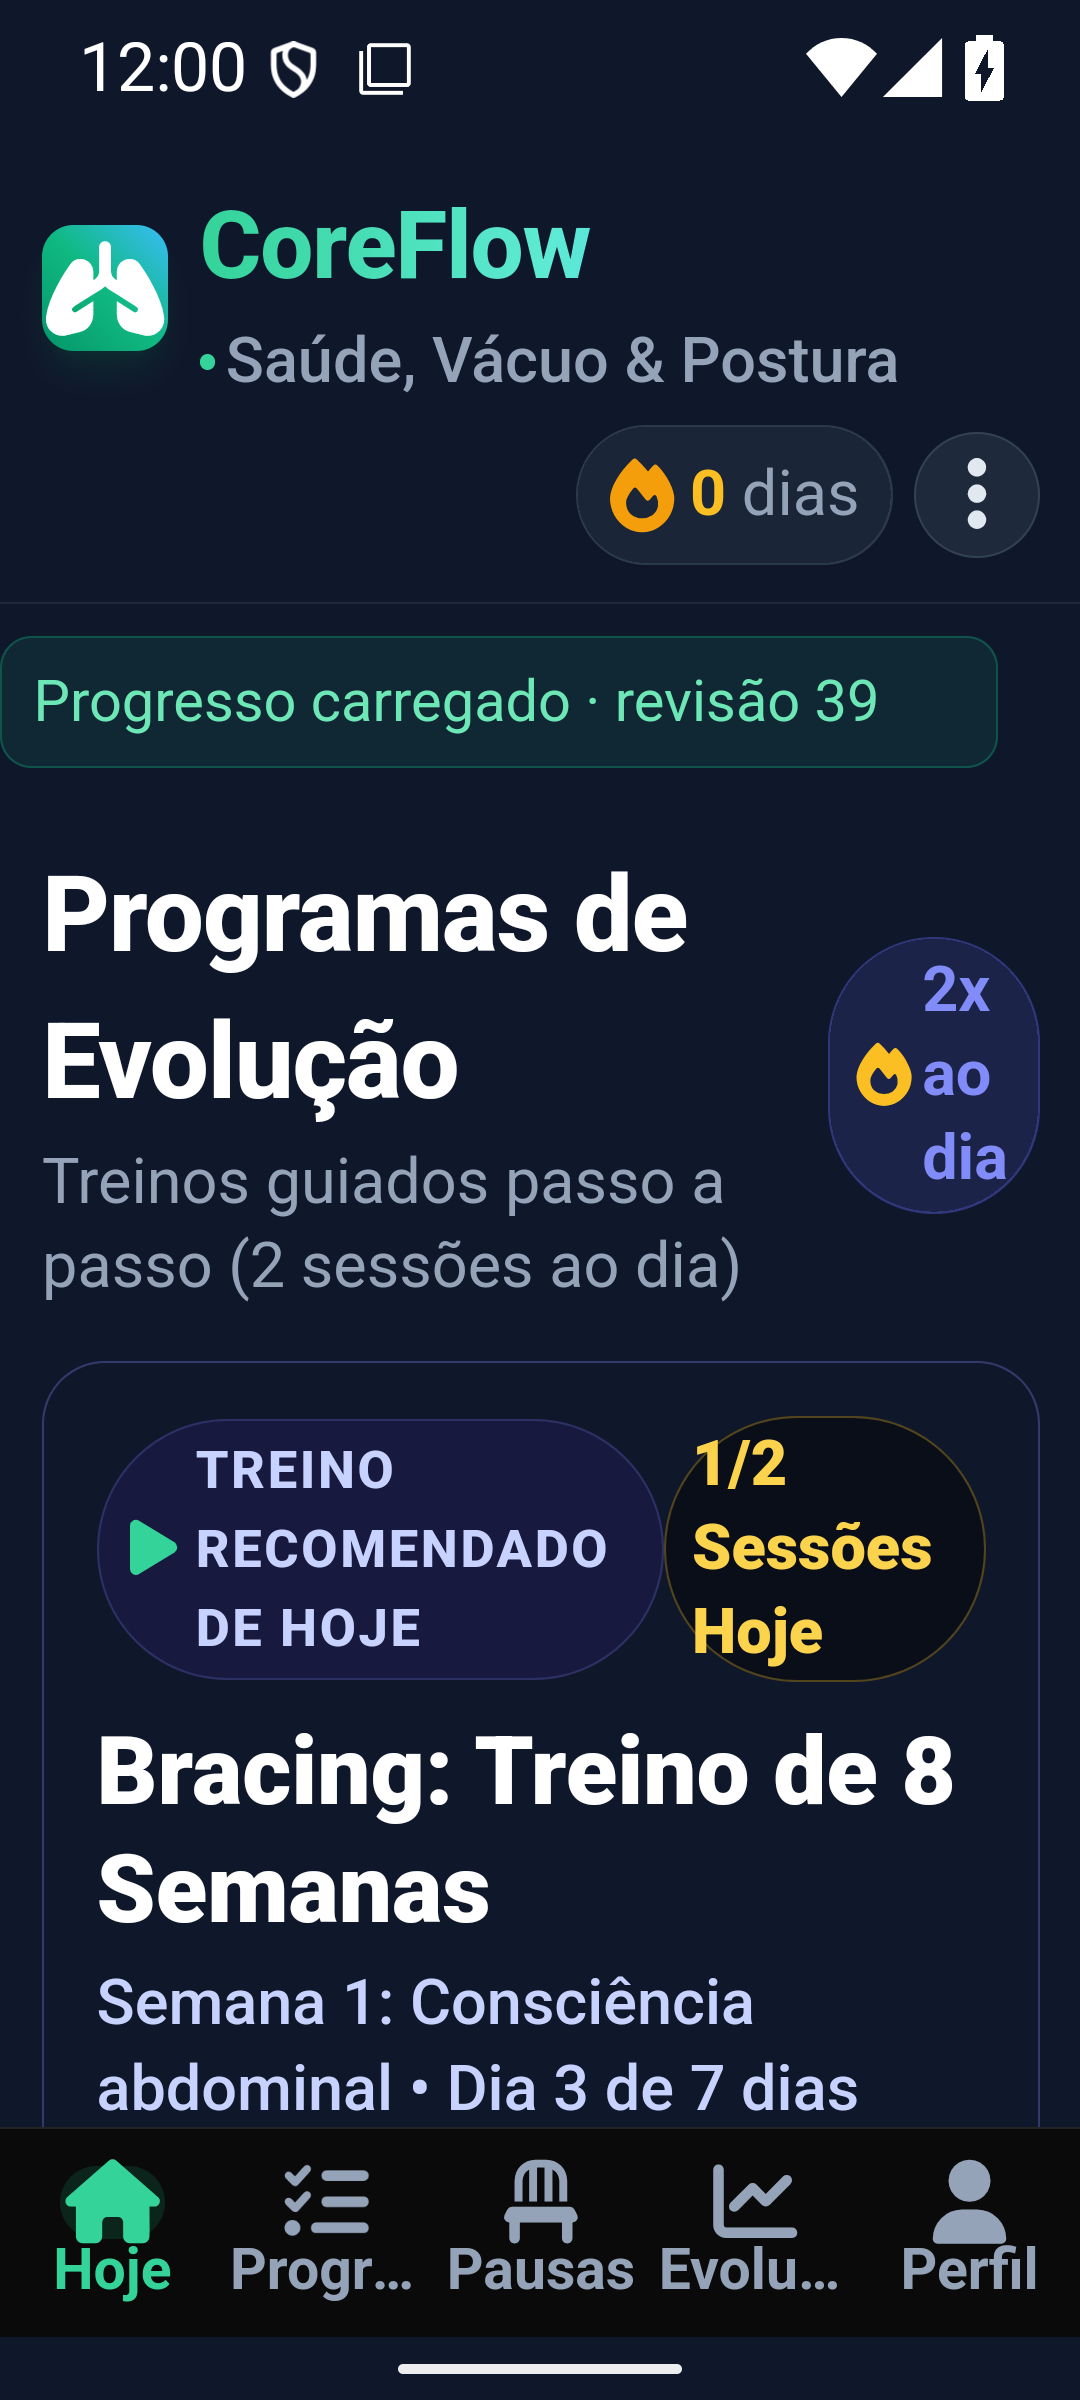 12:00
CoreFlow
Saúde, Vácuo & Postura
0 dias
Progresso carregado · revisão 39
Programas de
Evolução
2x
ao
dia
Treinos guiados passo a
passo (2 sessões ao dia)
TREINO
RECOMENDADO
DE HOJE
1/2
Sessões
Hoje
Bracing: Treino de 8
Semanas
Semana 1: Consciência
abdominal • Dia 3 de 7 dias
Hoje
Progr...
Pausas
Evolu...
Perfil